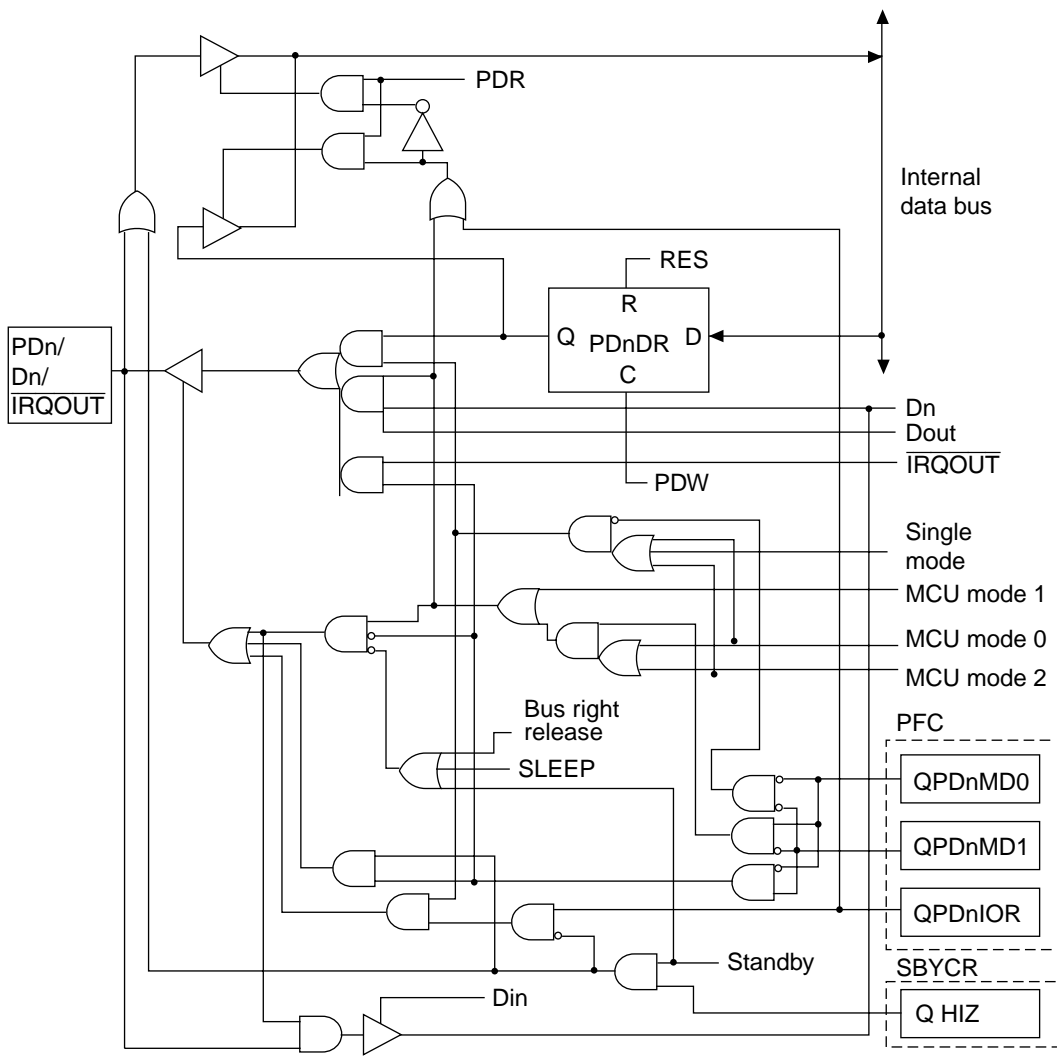 PDR
Internal
data bus
RES
R
Q
PDnDR
D
C
PDn/
Dn/
IRQOUT
Dn
Dout
IRQOUT
PDW
Single
mode
MCU mode 1
MCU mode 0
MCU mode 2
Bus right
release
SLEEP
PFC
QPDnMD0
QPDnMD1
QPDnIOR
Standby
SBYCR
Din
Q HIZ